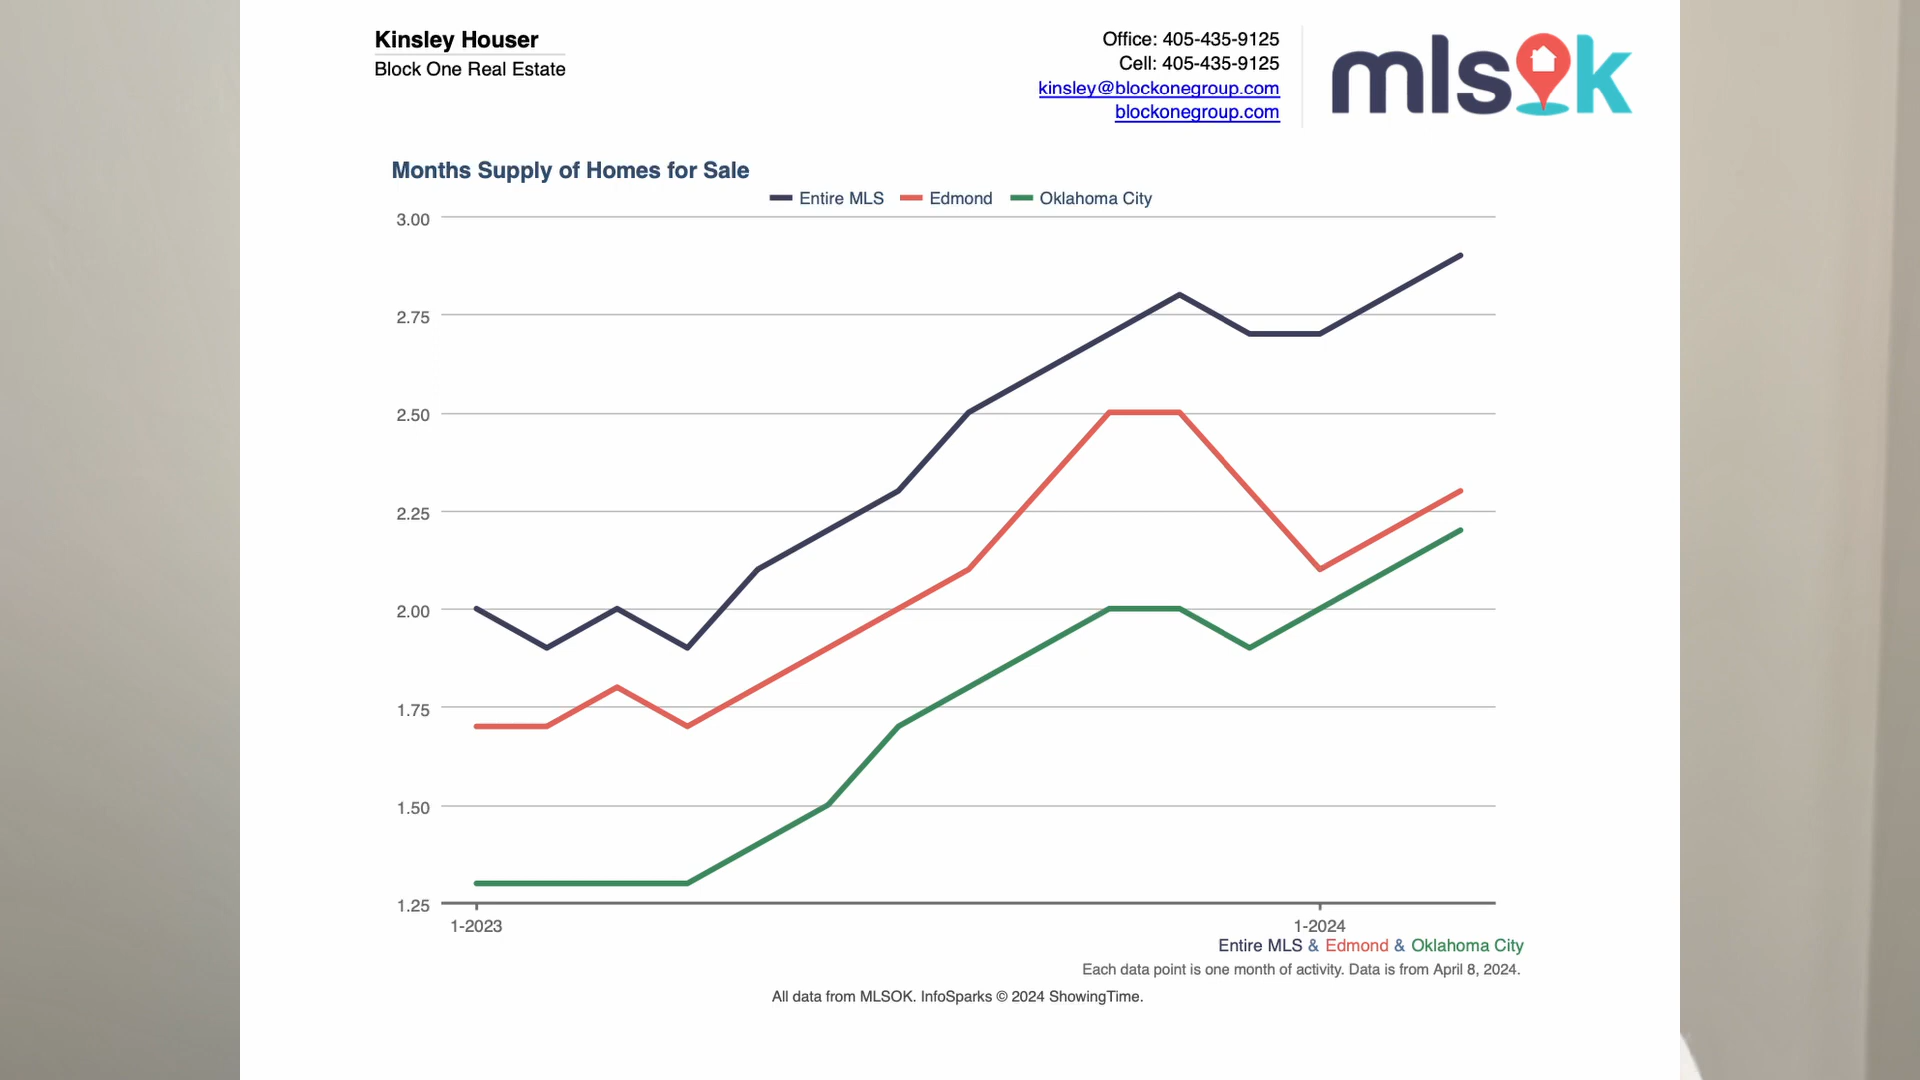 Kinsley Houser
Block One Real Estate
Office: 405-435-9125
Cell: 405-435-9125
kinsley@blockonegroup.com
blockonegroup.com
mlsok
Months Supply of Homes for Sale
Entire MLS Edmond Oklahoma City
3.00
2.75
2.50
2.25
2.00
1.75
1.50
1.25
1-2023 1-2024
Entire MLS & Edmond & Oklahoma City
Each data point is one month of activity. Data is from April 8, 2024.
All data from MLSOK. InfoSparks © 2024 ShowingTime.